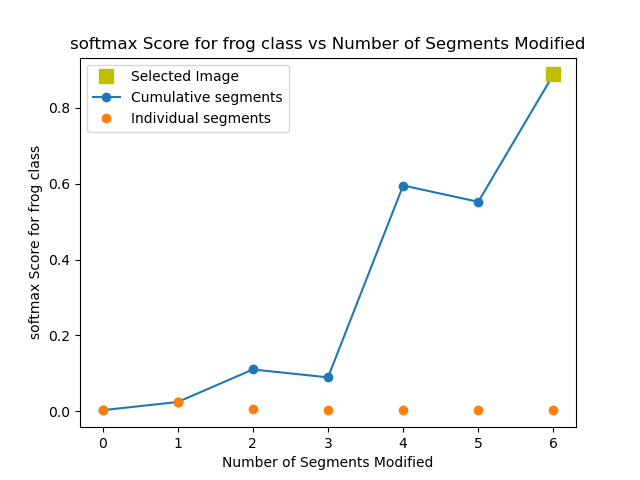 softmax Score for frog class vs Number of Segments Modified
Selected Image
Cumulative segments
Individual segments
softmax Score for frog class
0.8
0.6
0.4
0.2
0.0
0 1 2 3 4 5 6
Number of Segments Modified